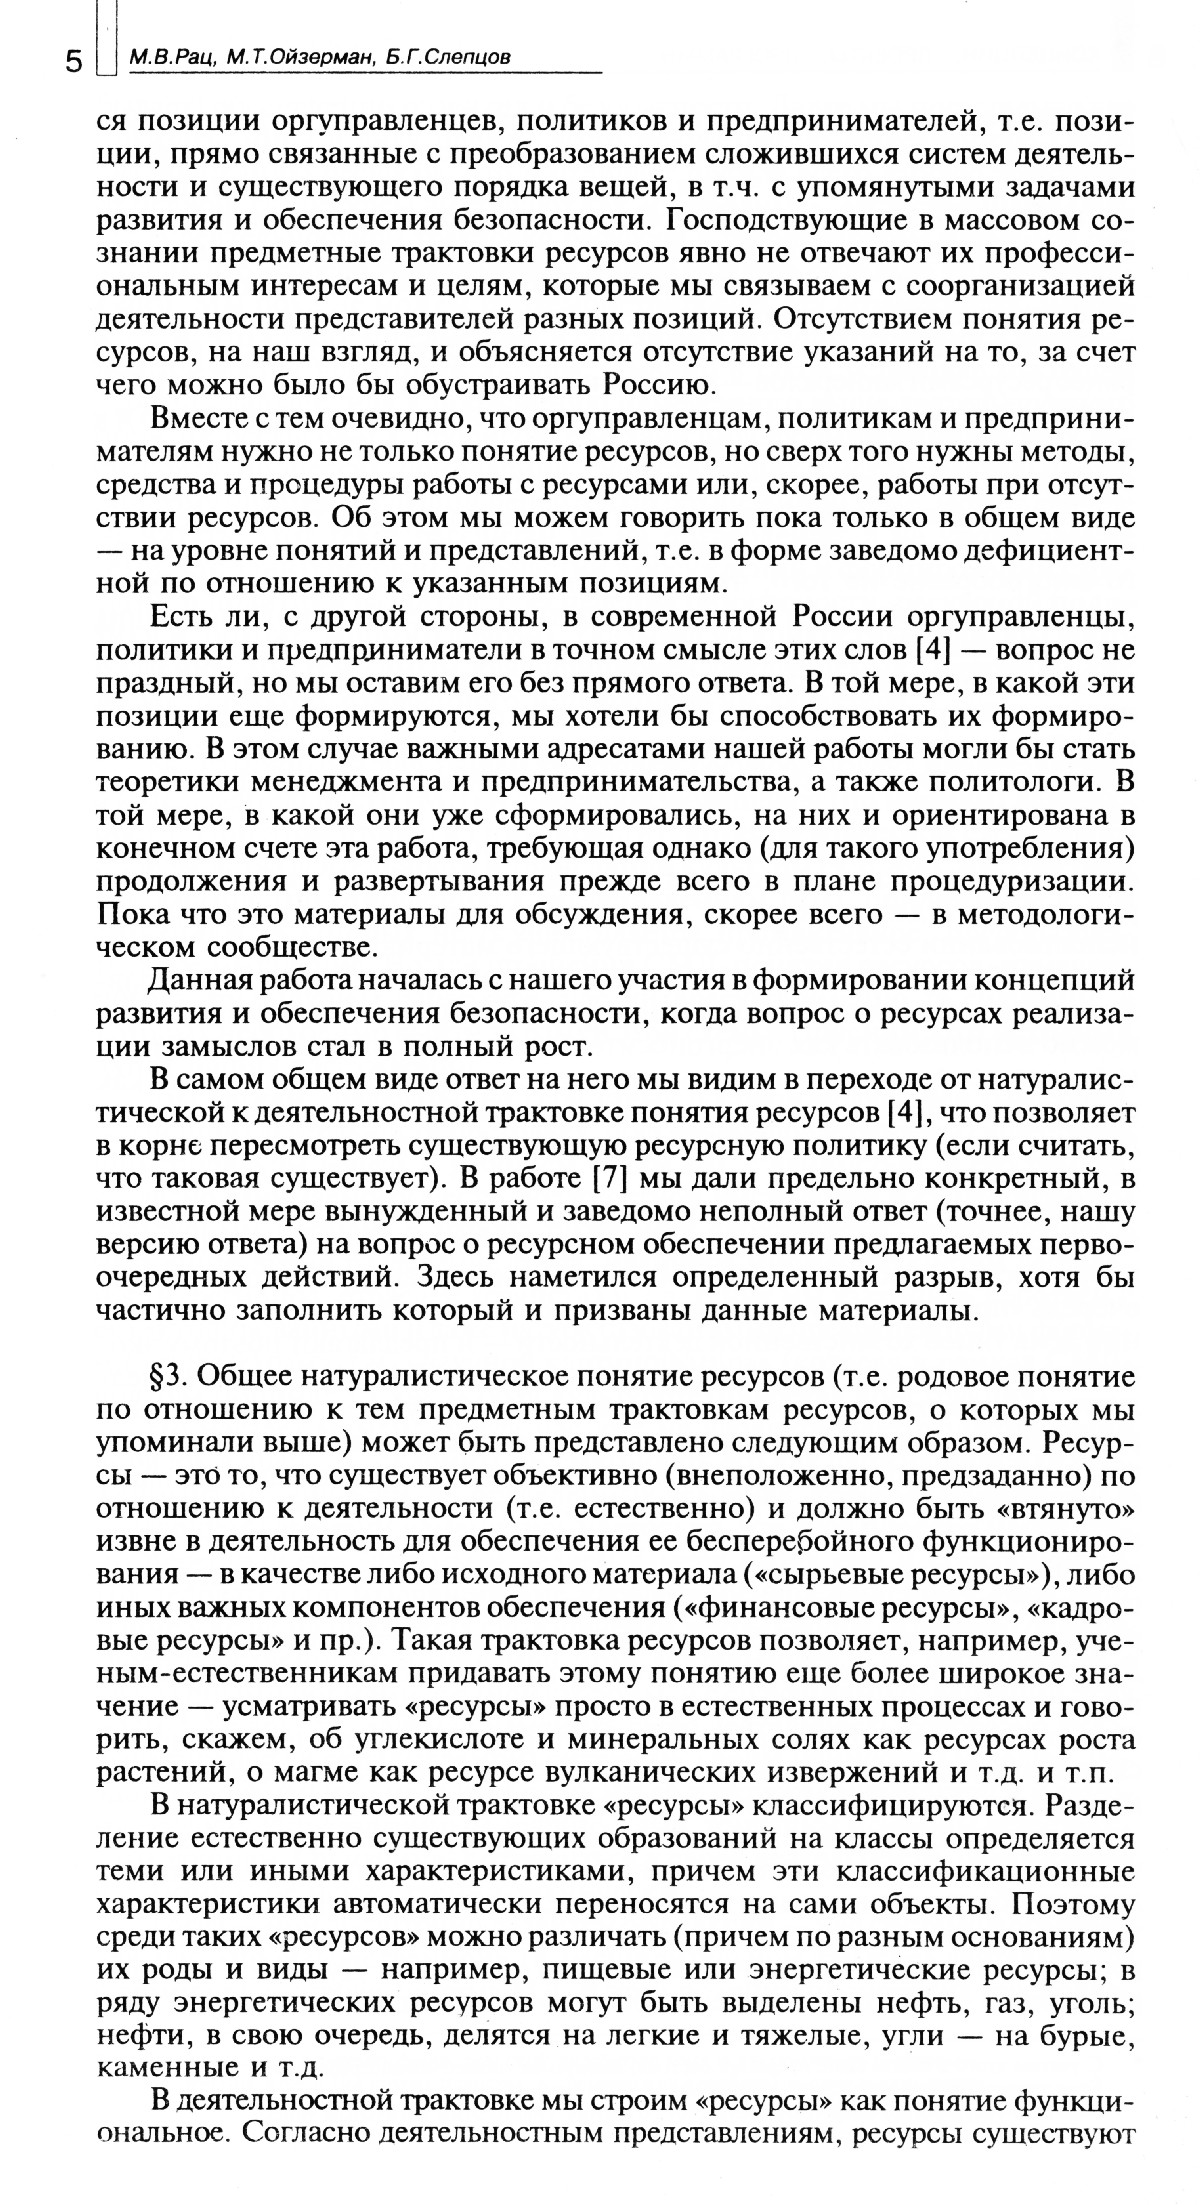 5
М.В.Рац, М.Т.Ойзерман, Б.Г.Слепцов
ся позиции оргуправленцев, политиков и предпринимателей, т.е. пози-
ции, прямо связанные с преобразованием сложившихся систем деятель-
ности и существующего порядка вещей, в т.ч. с упомянутыми задачами
развития и обеспечения безопасности. Господствующие в массовом со-
знании предметные трактовки ресурсов явно не отвечают их професси-
ональным интересам и целям, которые мы связываем с соорганизацией
деятельности представителей разных позиций. Отсутствием понятия ре-
сурсов, на наш взгляд, и объясняется отсутствие указаний на то, за счет
чего можно было бы обустраивать Россию.
Вместе с тем очевидно, что оргуправленцам, политикам и предприни-
мателям нужно не только понятие ресурсов, но сверх того нужны методы,
средства и процедуры работы с ресурсами или, скорее, работы при отсут-
ствии ресурсов. Об этом мы можем говорить пока только в общем виде
— на уровне понятий и представлений, т.е. в форме заведомо дефициент-
ной по отношению к указанным позициям.
Есть ли, с другой стороны, в современной России оргуправленцы,
политики и предприниматели в точном смысле этих слов [4] — вопрос не
праздный, но мы оставим его без прямого ответа. В той мере, в какой эти
позиции еще формируются, мы хотели бы способствовать их формиро-
ванию. В этом случае важными адресатами нашей работы могли бы стать
теоретики менеджмента и предпринимательства, а также политологи. В
той мере, в какой они уже сформировались, на них и ориентирована в
конечном счете эта работа, требующая однако (для такого употребления)
продолжения и развертывания прежде всего в плане процедуризации.
Пока что это материалы для обсуждения, скорее всего — в методологи-
ческом сообществе.
Данная работа началась с нашего участия в формировании концепций
развития и обеспечения безопасности, когда вопрос о ресурсах реализа-
ции замыслов стал в полный рост.
В самом общем виде ответ на него мы видим в переходе от натуралис-
тической к деятельностной трактовке понятия ресурсов [4], что позволяет
в корне пересмотреть существующую ресурсную политику (если считать,
что таковая существует). В работе [7] мы дали предельно конкретный, в
известной мере вынужденный и заведомо неполный ответ (точнее, нашу
версию ответа) на вопрос о ресурсном обеспечении предлагаемых перво-
очередных действий. Здесь наметился определенный разрыв, хотя бы
частично заполнить который и призваны данные материалы.
§3. Общее натуралистическое понятие ресурсов (т.е. родовое понятие
по отношению к тем предметным трактовкам ресурсов, о которых мы
упоминали выше) может быть представлено следующим образом. Ресур-
сы — это то, что существует объективно (внеположенно, предзаданно) по
отношению к деятельности (т.е. естественно) и должно быть «втянуто»
извне в деятельность для обеспечения ее бесперебойного функциониро-
вания — в качестве либо исходного материала («сырьевые ресурсы»), либо
иных важных компонентов обеспечения («финансовые ресурсы», «кадро-
вые ресурсы» и пр.). Такая трактовка ресурсов позволяет, например, уче-
ным-естественникам придавать этому понятию еще более широкое зна-
чение — усматривать «ресурсы» просто в естественных процессах и гово-
рить, скажем, об углекислоте и минеральных солях как ресурсах роста
растений, о магме как ресурсе вулканических извержений и т.д. и т.п.
В натуралистической трактовке «ресурсы» классифицируются. Разде-
ление естественно существующих образований на классы определяется
теми или иными характеристиками, причем эти классификационные
характеристики автоматически переносятся на сами объекты. Поэтому
среди таких «ресурсов» можно различать (причем по разным основаниям)
их роды и виды — например, пищевые или энергетические ресурсы; в
ряду энергетических ресурсов могут быть выделены нефть, газ, уголь;
нефти, в свою очередь, делятся на легкие и тяжелые, угли — на бурые,
каменные и т.д.
В деятельностной трактовке мы строим «ресурсы» как понятие функци-
ональное. Согласно деятельностным представлениям, ресурсы существуют